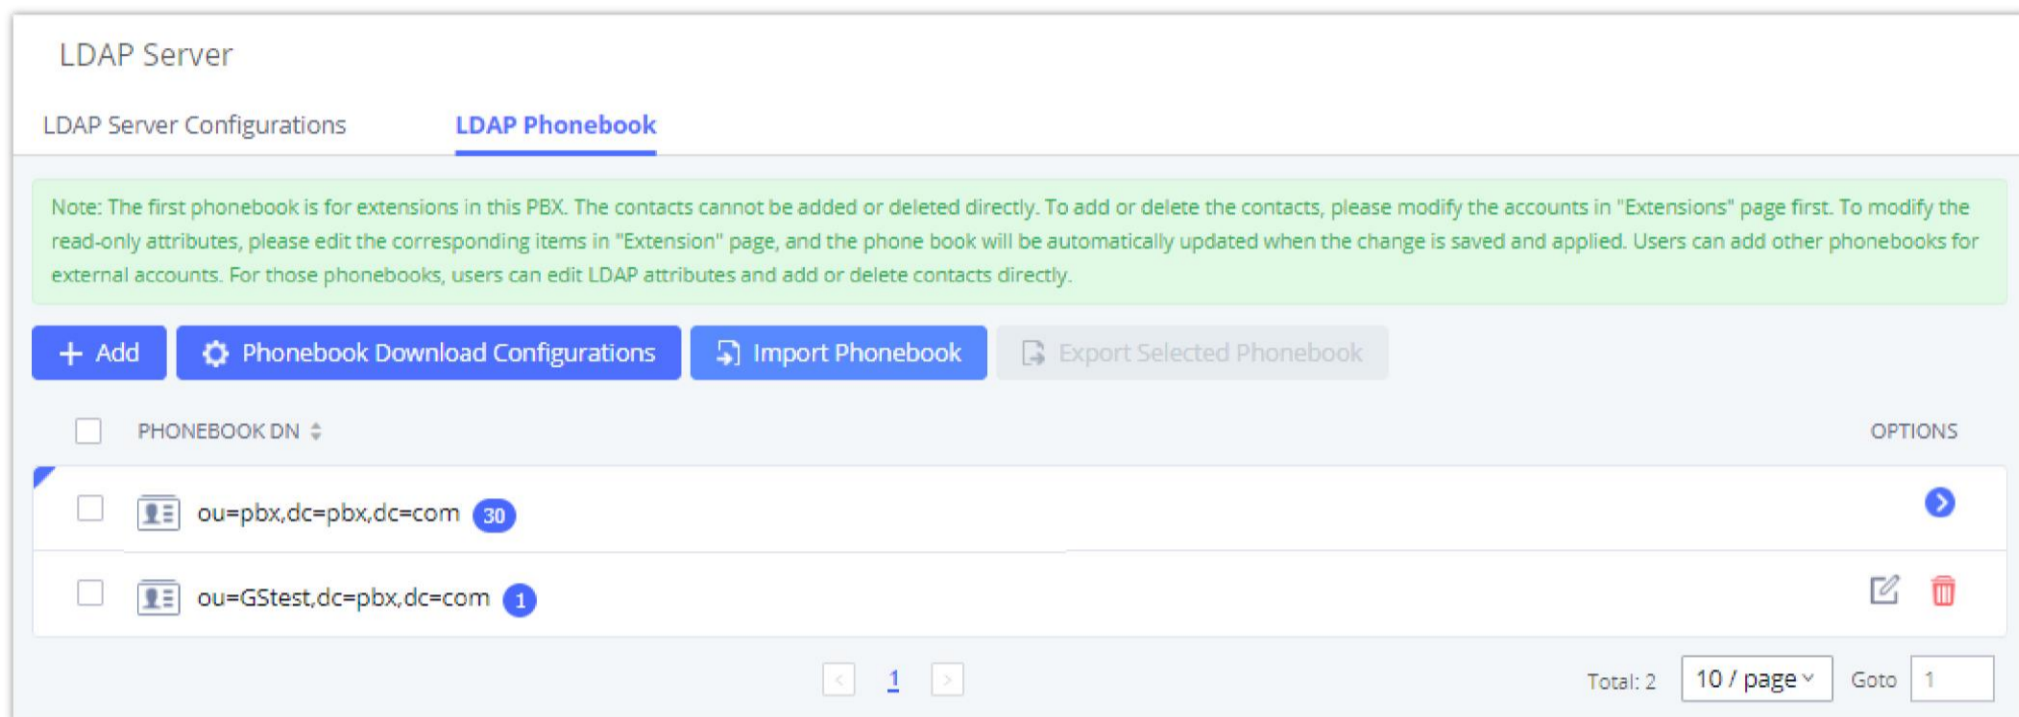 LDAP Server
LDAP Server Configurations LDAP Phonebook
Note: The first phonebook is for extensions in this PBX. The contacts cannot be added or deleted directly. To add or delete the contacts, please modify the accounts in "Extensions" page first. To modify the
read-only attributes, please edit the corresponding items in "Extension" page, and the phone book will be automatically updated when the change is saved and applied. Users can add other phonebooks for
external accounts. For those phonebooks, users can edit LDAP attributes and add or delete contacts directly.
+ Add Phonebook Download Configurations Import Phonebook Export Selected Phonebook
PHONEBOOK DN OPTIONS
ou=pbx,dc=pbx,dc=com 30
ou=GStest,dc=pbx,dc=com 1
< 1 > Total: 2 10 / page Goto 1